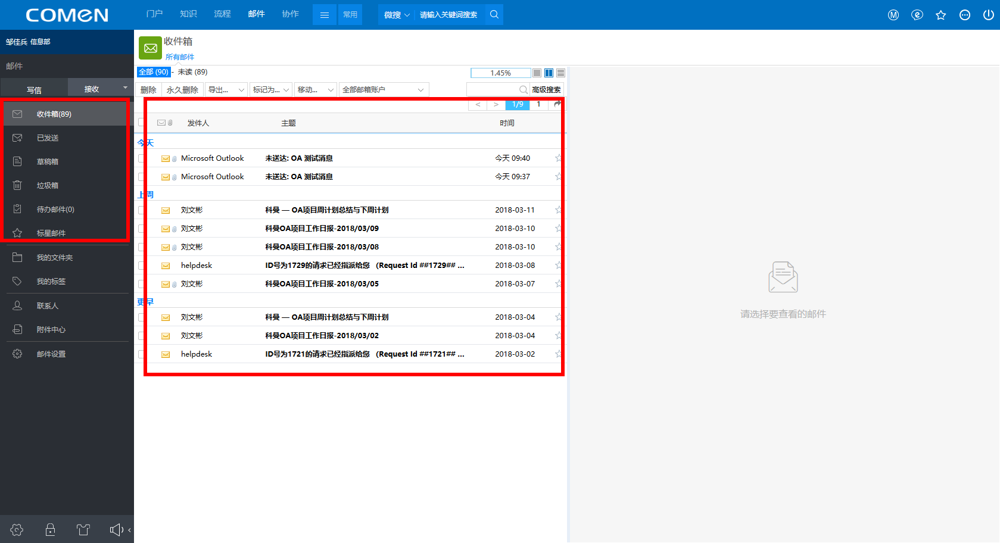 COMEN
门户 知识 流程 邮件 协作 常用 微搜 请输入关键词搜索
邹佳兵 信息部
邮件
写信 接收
收件箱(89)
已发送
草稿箱
垃圾箱
待办邮件(0)
标星邮件
我的文件夹
我的标签
联系人
附件中心
邮件设置
收件箱
所有邮件
全部 (90) - 未读 (89) 1.45%
删除 永久删除 导出... 标记为... 移动... 全部邮箱账户 高级搜索
< > 1/9 1
发件人 主题 时间
今天
Microsoft Outlook 未送达: OA 测试消息 今天 09:40
Microsoft Outlook 未送达: OA 测试消息 今天 09:37
上周
刘文彬 科曼 — OA项目周计划总结与下周计划 2018-03-11
刘文彬 科曼OA项目工作日报-2018/03/09 2018-03-10
刘文彬 科曼OA项目工作日报-2018/03/08 2018-03-10
helpdesk ID号为1729的请求已经指派给您 （Request Id ##1729## ... 2018-03-08
刘文彬 科曼OA项目工作日报-2018/03/05 2018-03-07
更早
刘文彬 科曼 — OA项目周计划总结与下周计划 2018-03-04
刘文彬 科曼OA项目工作日报-2018/03/02 2018-03-04
helpdesk ID号为1721的请求已经指派给您 （Request Id ##1721## ... 2018-03-02
请选择要查看的邮件